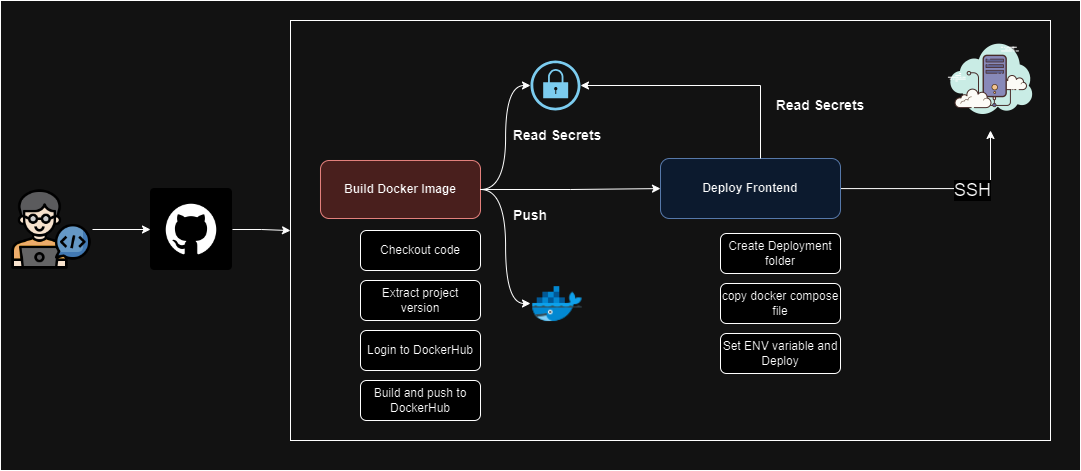 Read Secrets
Read Secrets
Build Docker Image
Deploy Frontend
SSH
Push
Checkout code
Extract project
version
Login to DockerHub
Build and push to
DockerHub
Create Deployment
folder
copy docker compose
file
Set ENV variable and
Deploy